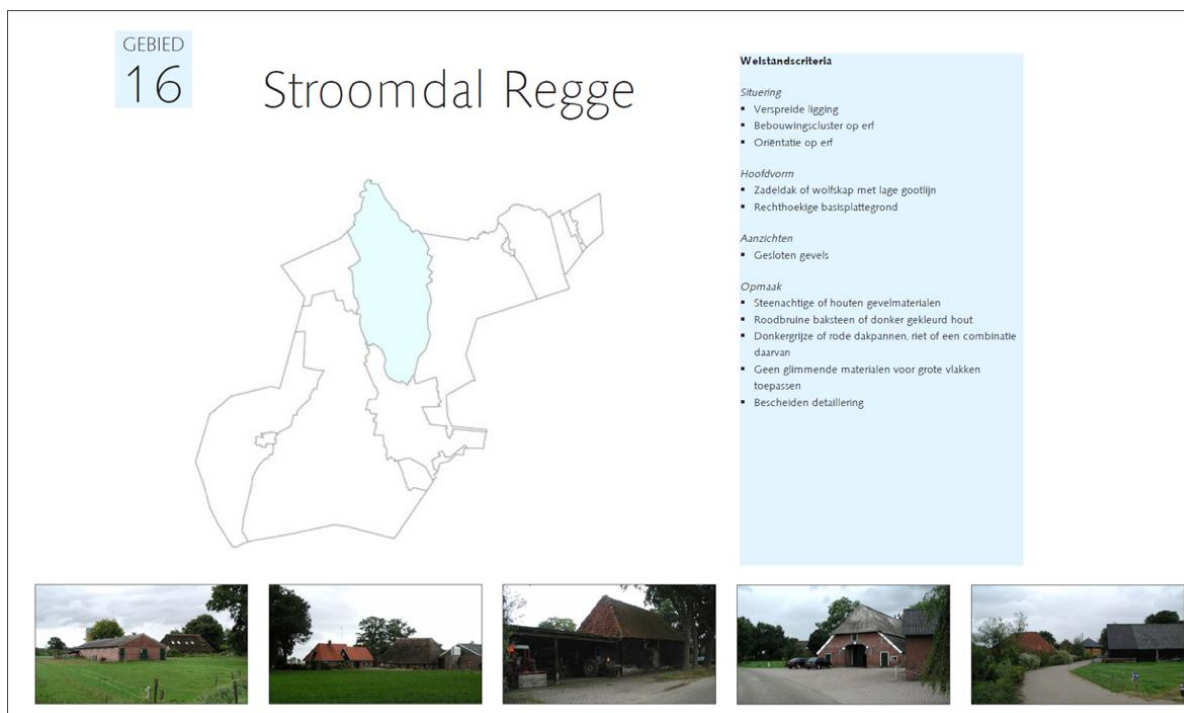 GEBIED
16
Stroomdal Regge
Welstandscriteria
Situering
▪ Verspreide ligging
▪ Bebouwingscluster op erf
▪ Oriëntatie op erf
Hoofdvorm
▪ Zadeldak of wolfskap met lage gootlijn
▪ Rechthoekige basisplattegrond
Aanzichten
▪ Gesloten gevels
Opmaak
▪ Steenachtige of houten gevelmaterialen
▪ Roodbruine baksteen of donker gekleurd hout
▪ Donkergrijze of rode dakpannen, riet of een combinatie
daarvan
▪ Geen glimmende materialen voor grote vlakken
toepassen
▪ Bescheiden detaillering